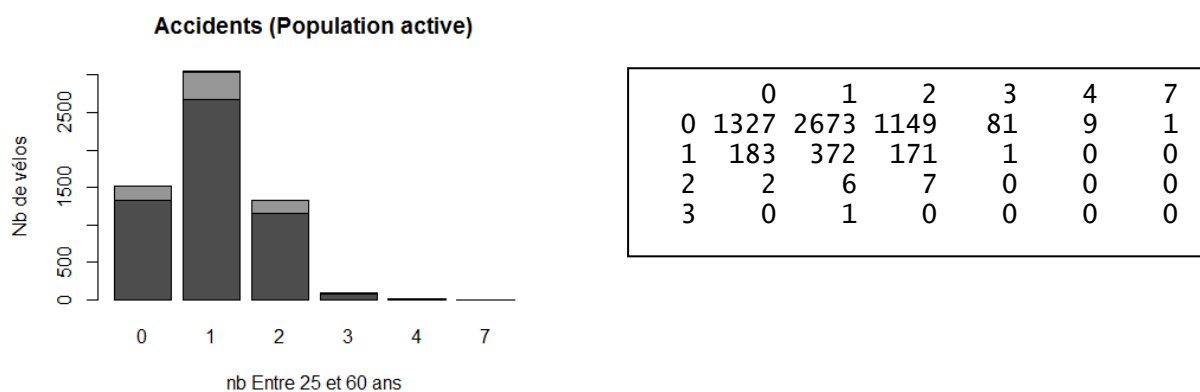 Accidents (Population active)
Nb de vélos
2500
1500
500
0
0 1 2 3 4 7
nb Entre 25 et 60 ans
0 1 2 3 4 7
0 1327 2673 1149 81 9 1
1 183 372 171 1 0 0
2 2 6 7 0 0 0
3 0 1 0 0 0 0